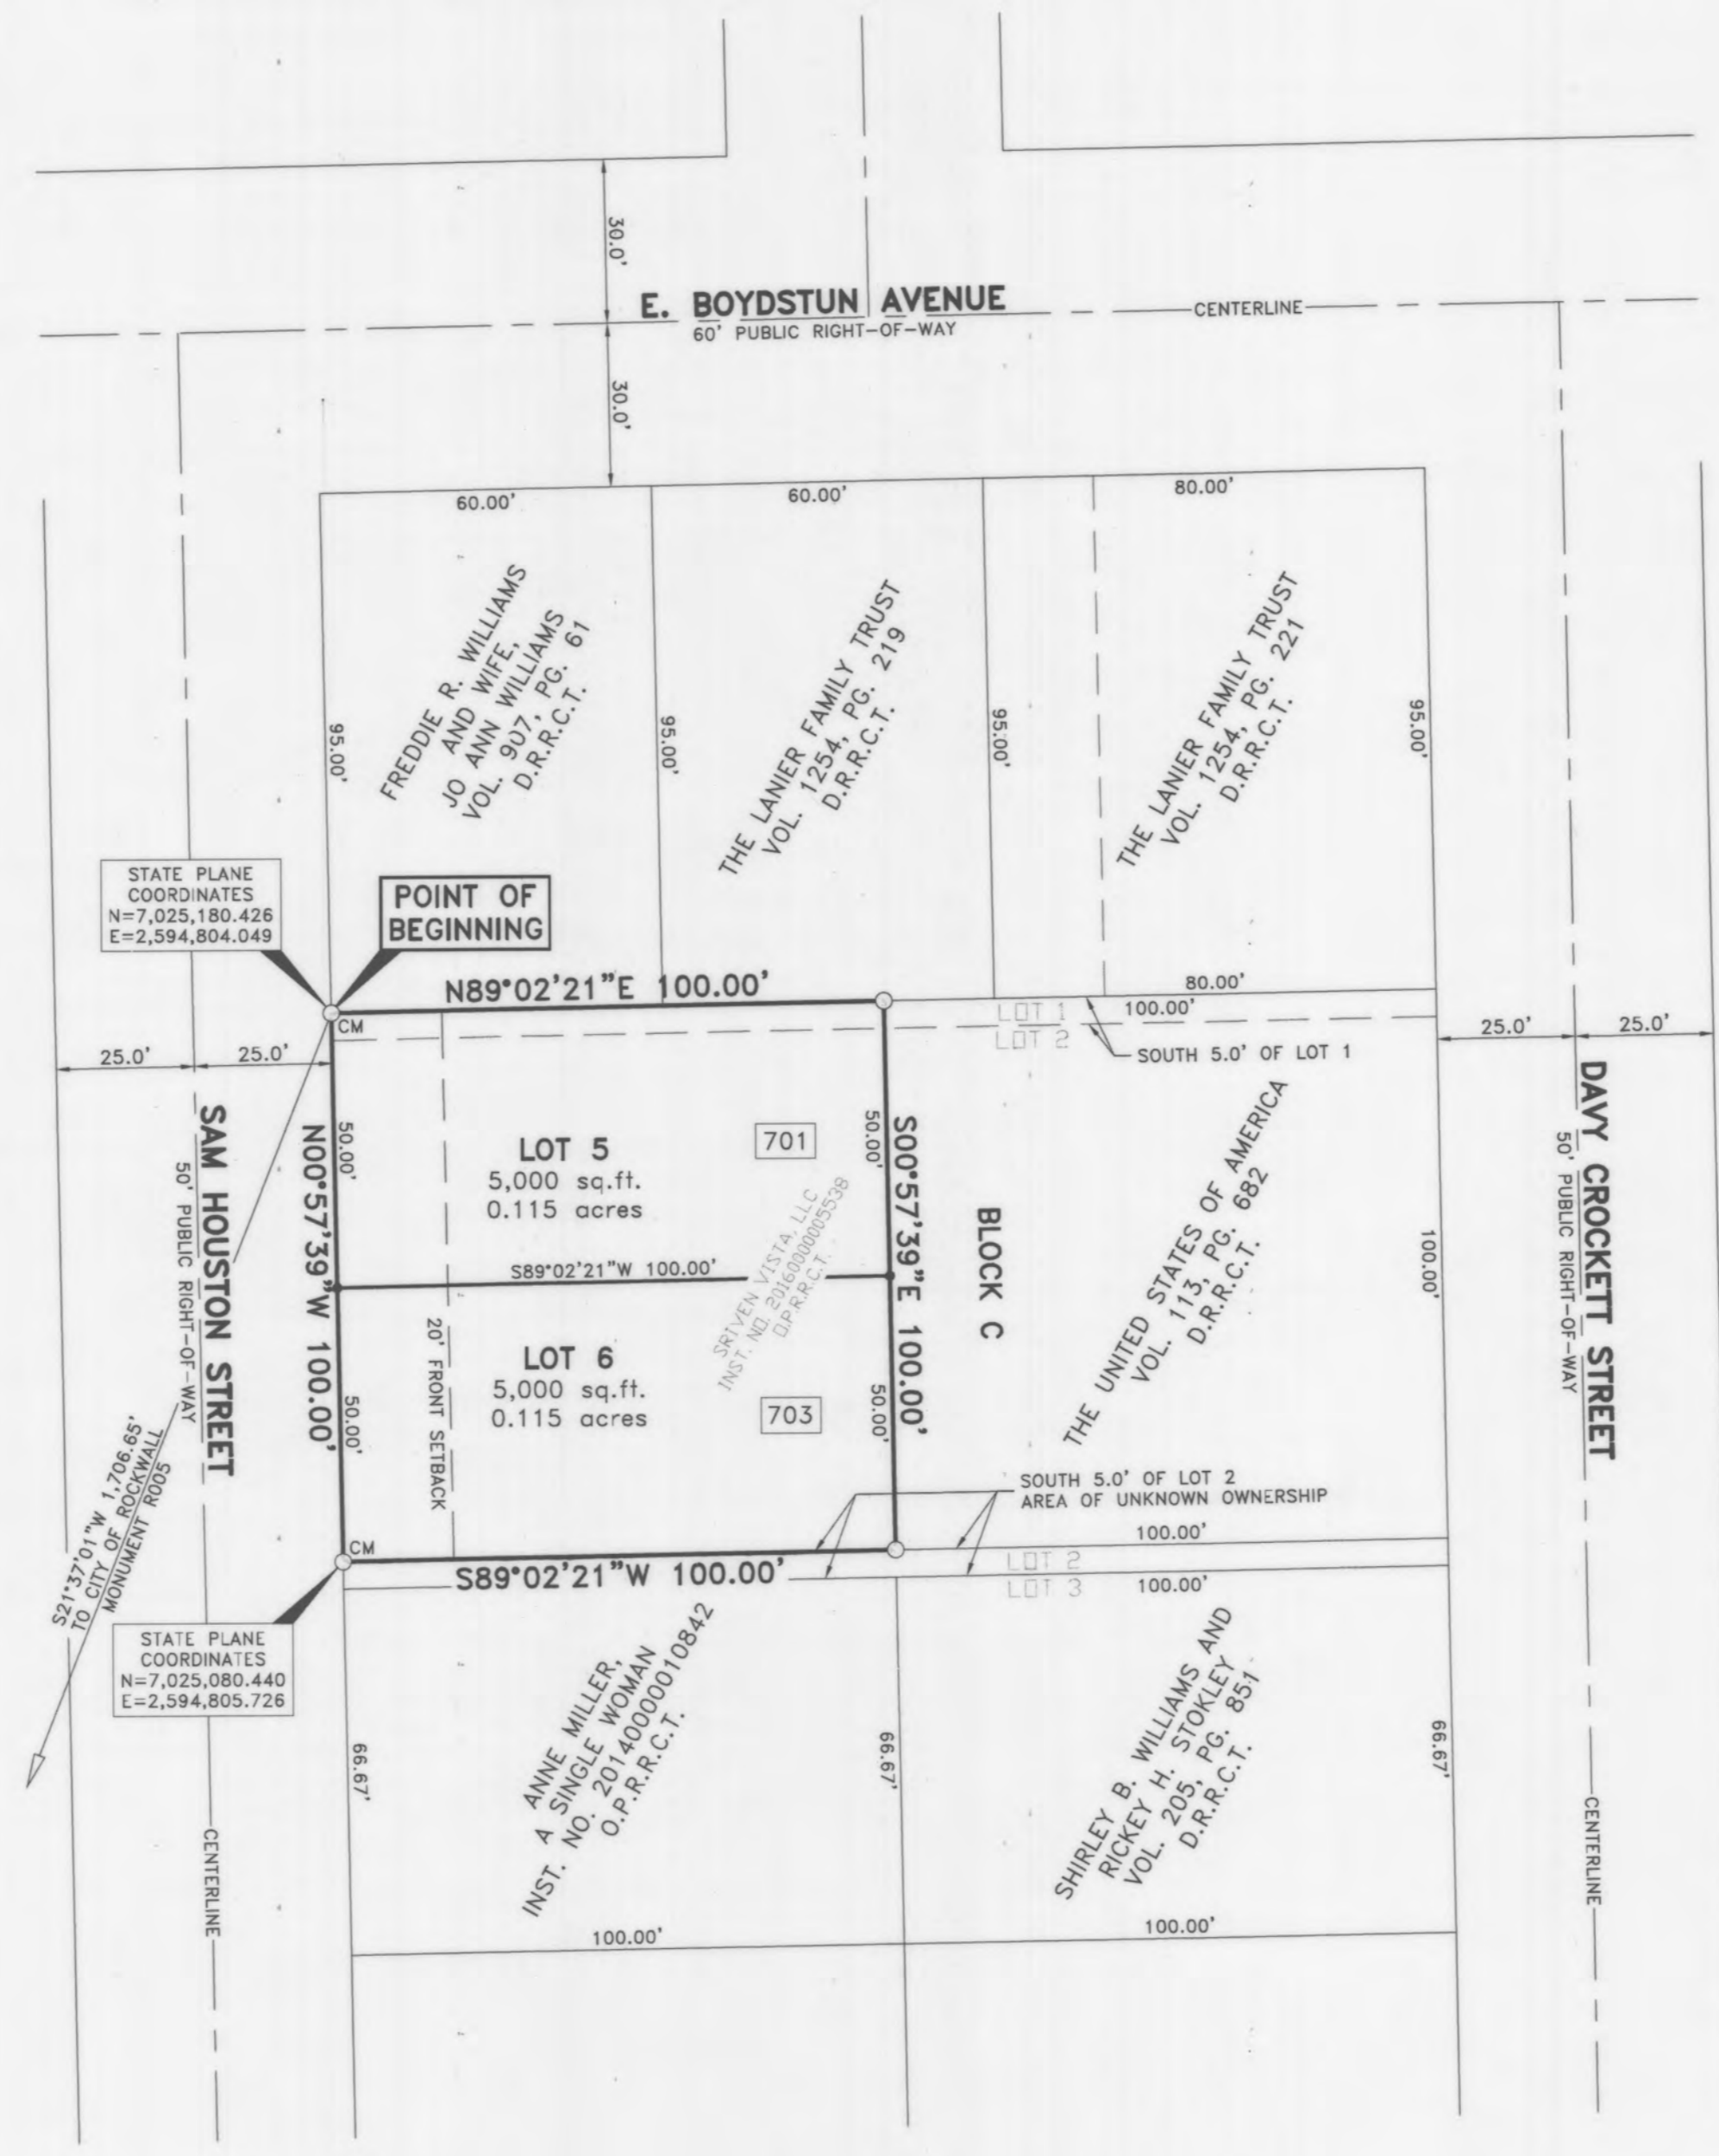 30.0'
E. BOYDSTUN AVENUE
60' PUBLIC RIGHT-OF-WAY
CENTERLINE
30.0'
60.00'
60.00'
80.00'
FREDDIE R. WILLIAMS
AND WIFE,
JO ANN WILLIAMS
VOL. 907, PG. 61
D.R.R.C.T.
THE LANIER FAMILY TRUST
VOL. 1254, PG. 219
D.R.R.C.T.
THE LANIER FAMILY TRUST
VOL. 1254, PG. 221
D.R.R.C.T.
95.00'
95.00'
95.00'
95.00'
STATE PLANE
COORDINATES
N=7,025,180.426
E=2,594,804.049
POINT OF
BEGINNING
N89°02'21"E 100.00'
80.00'
CM
LOT 1
100.00'
LOT 2
SOUTH 5.0' OF LOT 1
25.0'
25.0'
25.0'
25.0'
SAM HOUSTON STREET
50' PUBLIC RIGHT-OF-WAY
N00°57'39"W 100.00'
50.00'
50.00'
LOT 5
5,000 sq.ft.
0.115 acres
701
S89°02'21"W 100.00'
SRIVEN VISTA, LLC
INST. NO. 20160000005538
O.P.R.R.C.T.
20' FRONT SETBACK
LOT 6
5,000 sq.ft.
0.115 acres
703
50.00'
50.00'
S00°57'39"E 100.00'
BLOCK C
THE UNITED STATES OF AMERICA
VOL. 113, PG. 682
D.R.R.C.T.
100.00'
DAVY CROCKETT STREET
50' PUBLIC RIGHT-OF-WAY
SOUTH 5.0' OF LOT 2
AREA OF UNKNOWN OWNERSHIP
100.00'
CM
S89°02'21"W 100.00'
LOT 2
LOT 3
100.00'
S21°37'01"W 1,706.65'
TO CITY OF ROCKWALL
MONUMENT R005
STATE PLANE
COORDINATES
N=7,025,080.440
E=2,594,805.726
ANNE MILLER,
A SINGLE WOMAN
INST. NO. 20140000010842
O.P.R.R.C.T.
SHIRLEY B. WILLIAMS AND
RICKEY H. STOKLEY
VOL. 205, PG. 851
D.R.R.C.T.
66.67'
66.67'
66.67'
CENTERLINE
CENTERLINE
100.00'
100.00'